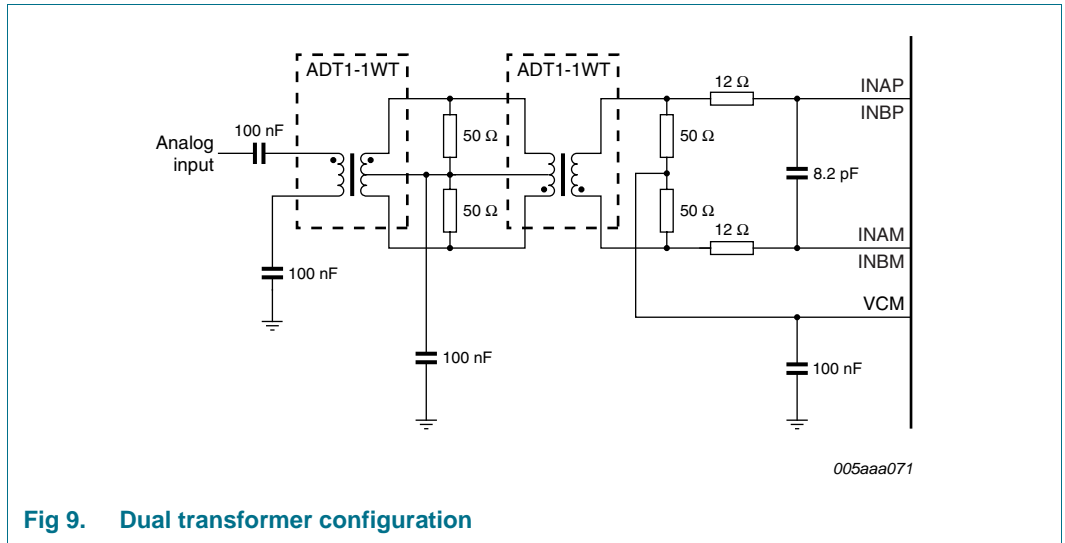 ADT1-1WT
ADT1-1WT
12 Ω
INAP
INBP
Analog
input
100 nF
50 Ω
50 Ω
8.2 pF
50 Ω
50 Ω
12 Ω
INAM
INBM
100 nF
VCM
100 nF
100 nF
005aaa071
Fig 9. Dual transformer configuration